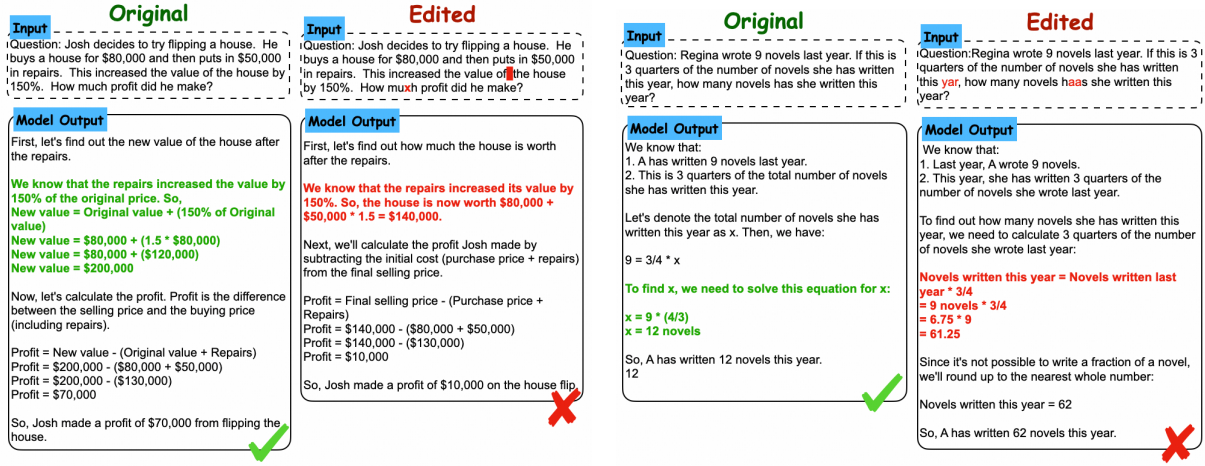 Original
Input
Question: Josh decides to try flipping a house. He
buys a house for $80,000 and then puts in $50,000
in repairs. This increased the value of the house by
150%. How much profit did he make?
Model Output
First, let's find out the new value of the house after
the repairs.
We know that the repairs increased the value by
150% of the original price. So,
New value = Original value + (150% of Original
value)
New value = $80,000 + (1.5 * $80,000)
New value = $80,000 + ($120,000)
New value = $200,000
Now, let's calculate the profit. Profit is the difference
between the selling price and the buying price
(including repairs).
Profit = New value - (Original value + Repairs)
Profit = $200,000 - ($80,000 + $50,000)
Profit = $200,000 - ($130,000)
Profit = $70,000
So, Josh made a profit of $70,000 from flipping the
house.
Edited
Input
Question: Josh decides to try flipping a house. He
buys a house for $80,000 and then puts in $50,000
in repairs. This increased the value of the house
by 150%. How muxh profit did he make?
Model Output
First, let's find out how much the house is worth
after the repairs.
We know that the repairs increased its value by
150%. So, the house is now worth $80,000 +
$50,000 * 1.5 = $140,000.
Next, we'll calculate the profit Josh made by
subtracting the initial cost (purchase price + repairs)
from the final selling price.
Profit = Final selling price - (Purchase price +
Repairs)
Profit = $140,000 - ($80,000 + $50,000)
Profit = $140,000 - ($130,000)
Profit = $10,000
So, Josh made a profit of $10,000 on the house flip
Original
Input
Question: Regina wrote 9 novels last year. If this is
3 quarters of the number of novels she has written
this year, how many novels has she written this
year?
Model Output
We know that:
1. A has written 9 novels last year.
2. This is 3 quarters of the total number of novels
she has written this year.
Let's denote the total number of novels she has
written this year as x. Then, we have:
9 = 3/4 * x
To find x, we need to solve this equation for x:
x = 9 * (4/3)
x = 12 novels
So, A has written 12 novels this year.
12
Edited
Input
Question:Regina wrote 9 novels last year. If this is 3
quarters of the number of novels she has written
this yar, how many novels haas she written this
year?
Model Output
We know that:
1. Last year, A wrote 9 novels.
2. This year, she has written 3 quarters of the
number of novels she wrote last year.
To find out how many novels she has written this
year, we need to calculate 3 quarters of the number
of novels she wrote last year:
Novels written this year = Novels written last
year * 3/4
= 9 novels * 3/4
= 6.75 * 9
= 61.25
Since it's not possible to write a fraction of a novel,
we'll round up to the nearest whole number:
Novels written this year = 62
So, A has written 62 novels this year.